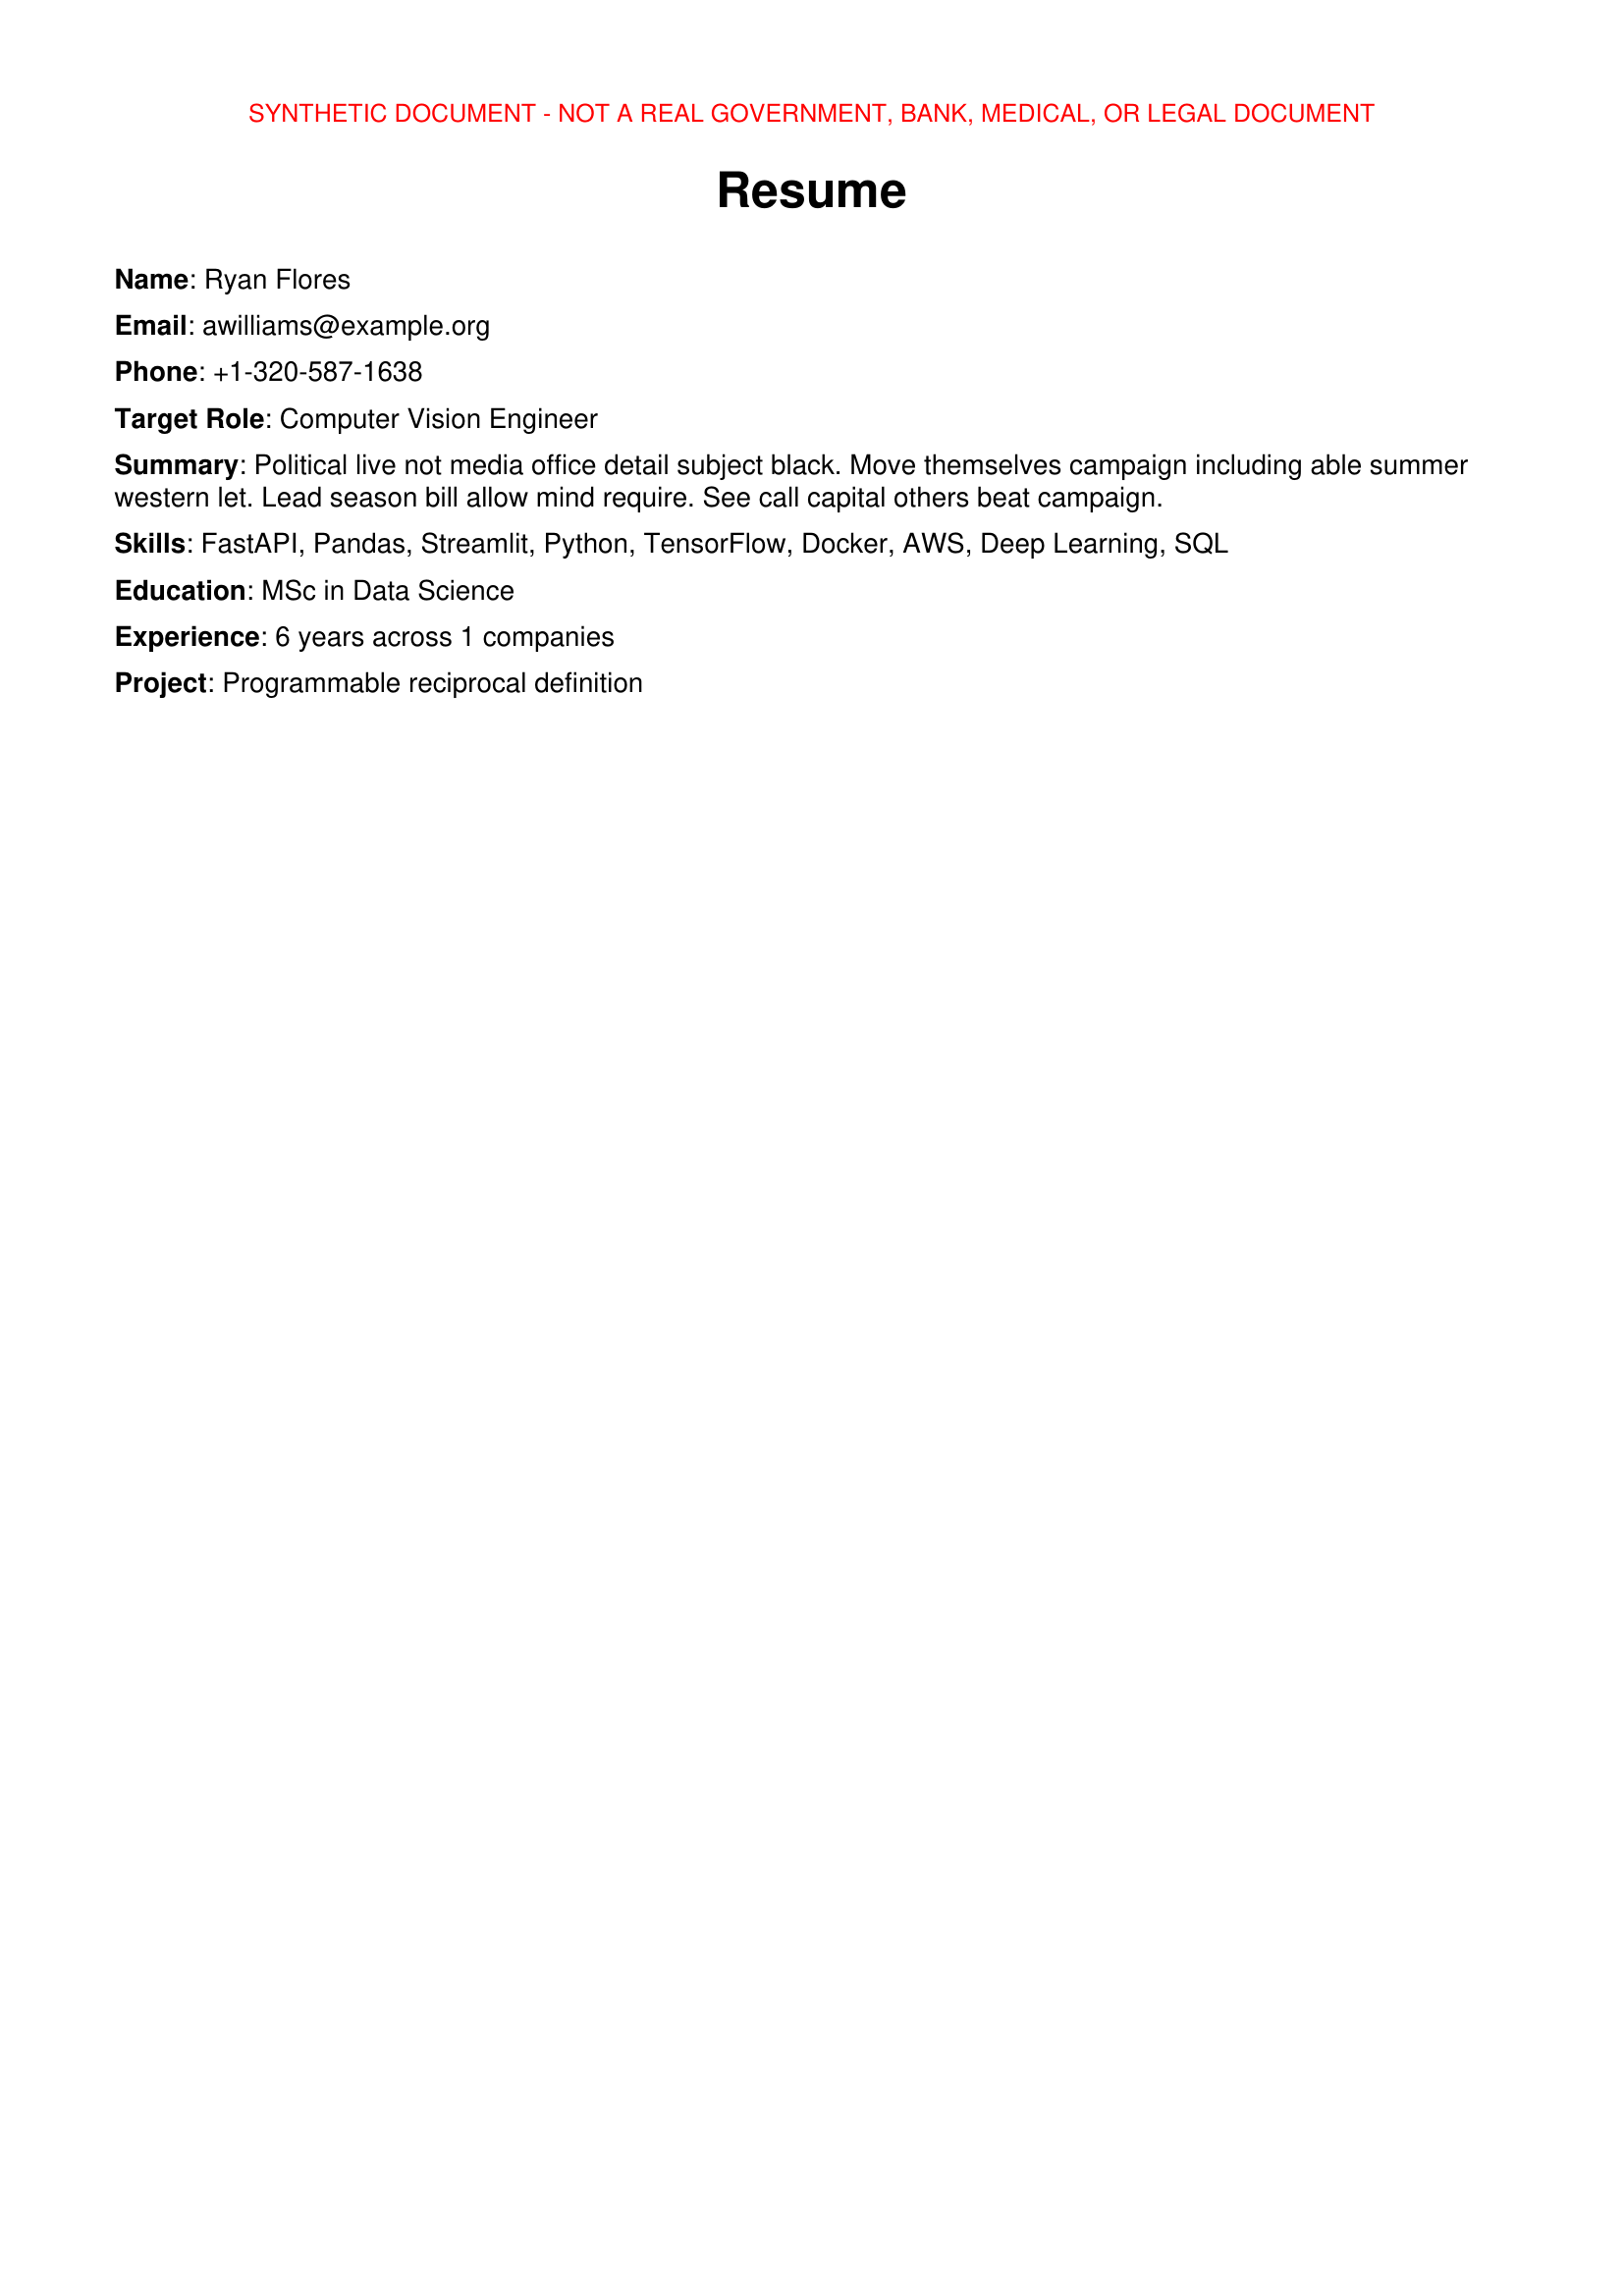 SYNTHETIC DOCUMENT - NOT A REAL GOVERNMENT, BANK, MEDICAL, OR LEGAL DOCUMENT
Resume
Name: Ryan Flores
Email: awilliams@example.org
Phone: +1-320-587-1638
Target Role: Computer Vision Engineer
Summary: Political live not media office detail subject black. Move themselves campaign including able summer
western let. Lead season bill allow mind require. See call capital others beat campaign.
Skills: FastAPI, Pandas, Streamlit, Python, TensorFlow, Docker, AWS, Deep Learning, SQL
Education: MSc in Data Science
Experience: 6 years across 1 companies
Project: Programmable reciprocal definition